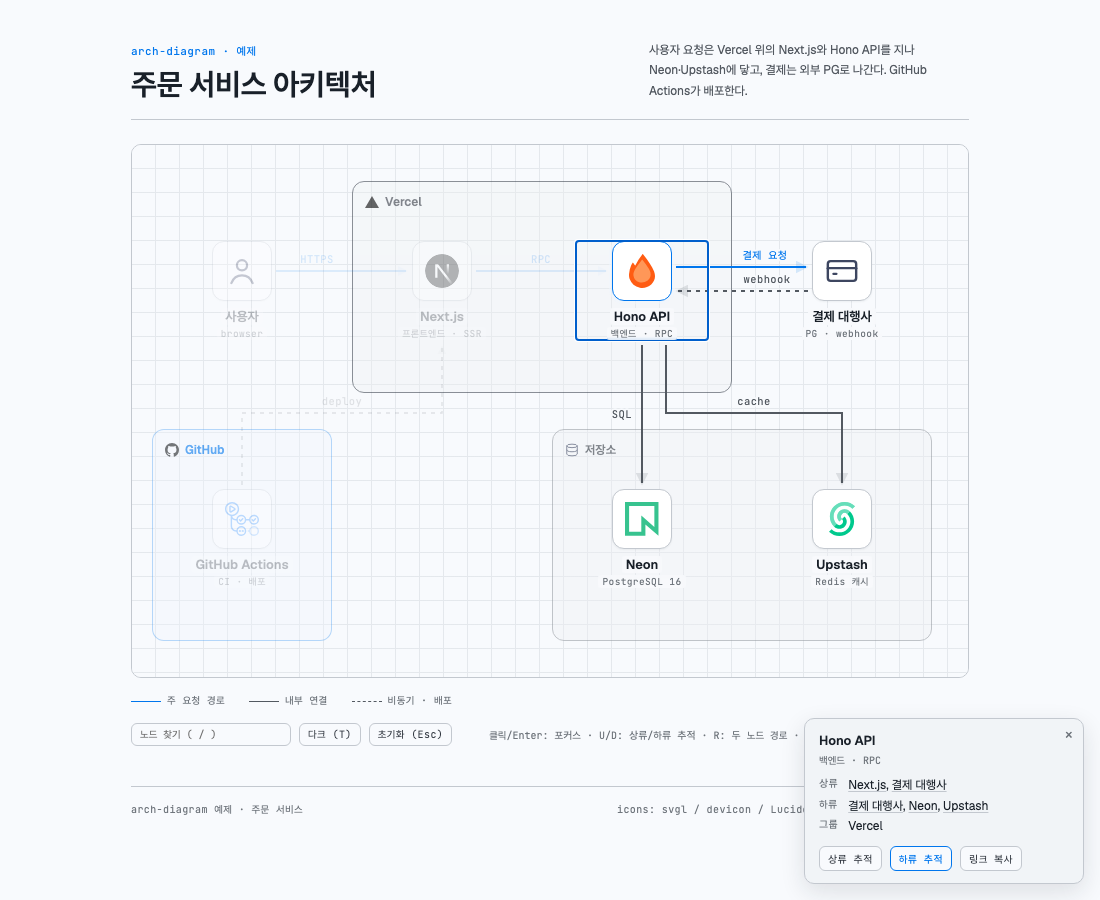 arch-diagram · 예제
주문 서비스 아키텍처
사용자 요청은 Vercel 위의 Next.js와 Hono API를 지나
Neon·Upstash에 닿고, 결제는 외부 PG로 나간다. GitHub
Actions가 배포한다.
Vercel
HTTPS
RPC
결제 요청
webhook
사용자
browser
Next.js
프론트엔드 · SSR
Hono API
백엔드 · RPC
결제 대행사
PG · webhook
deploy
SQL
cache
GitHub
저장소
GitHub Actions
CI · 배포
Neon
PostgreSQL 16
Upstash
Redis 캐시
주 요청 경로
내부 연결
비동기 · 배포
노드 찾기 ( / )
다크 (T)
초기화 (Esc)
클릭/Enter: 포커스 · U/D: 상류/하류 추적 · R: 두 노드 경로 ·
arch-diagram 예제 · 주문 서비스
icons: svgl / devicon / Lucide
Hono API
×
백엔드 · RPC
상류 Next.js, 결제 대행사
하류 결제 대행사, Neon, Upstash
그룹 Vercel
상류 추적
하류 추적
링크 복사